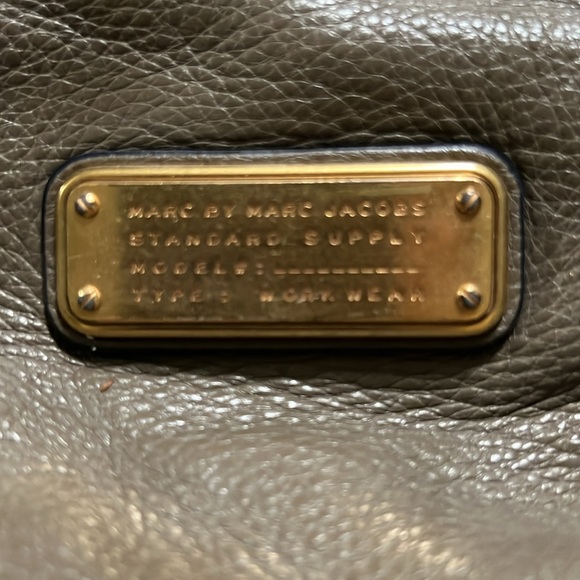 MARC BY MARC JACOBS
STANDARD SUPPLY
MODEL#: __________
TYPE: WORKWEAR